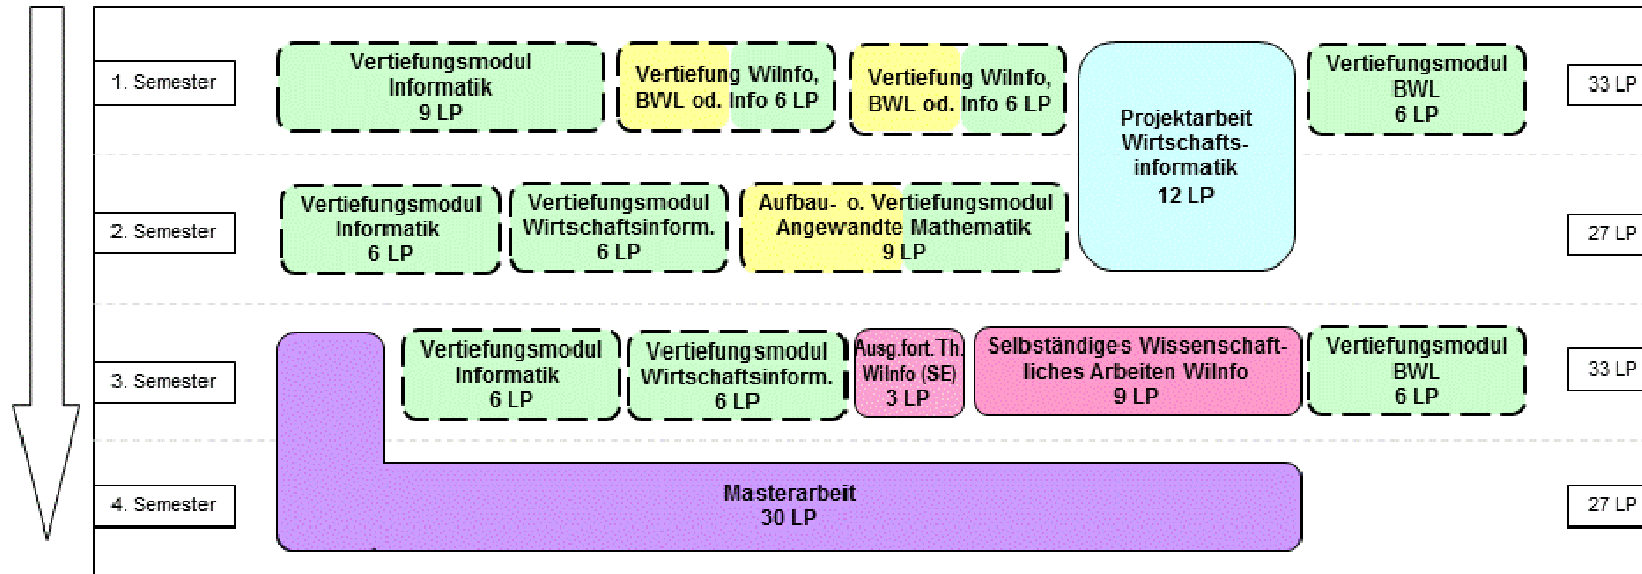 1. Semester
Vertiefungsmodul
Informatik
9 LP
Vertiefung WiInfo,
BWL od. Info 6 LP
Vertiefung WiInfo,
BWL od. Info 6 LP
Projektarbeit
Wirtschafts-
informatik
12 LP
Vertiefungsmodul
BWL
6 LP
33 LP
2. Semester
Vertiefungsmodul
Informatik
6 LP
Vertiefungsmodul
Wirtschaftsinform.
6 LP
Aufbau- o. Vertiefungsmodul
Angewandte Mathematik
9 LP
27 LP
3. Semester
Vertiefungsmodul
Informatik
6 LP
Vertiefungsmodul
Wirtschaftsinform.
6 LP
Ausg.fort.Th.
WiInfo (SE)
3 LP
Selbständiges Wissenschaft-
liches Arbeiten WiInfo
9 LP
Vertiefungsmodul
BWL
6 LP
33 LP
4. Semester
Masterarbeit
30 LP
27 LP